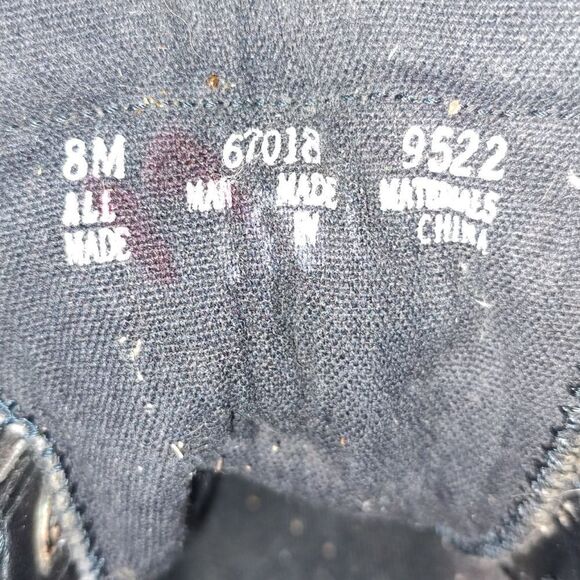 8M 67018 9522
ALL MAN MADE MATERIALS
MADE IN CHINA